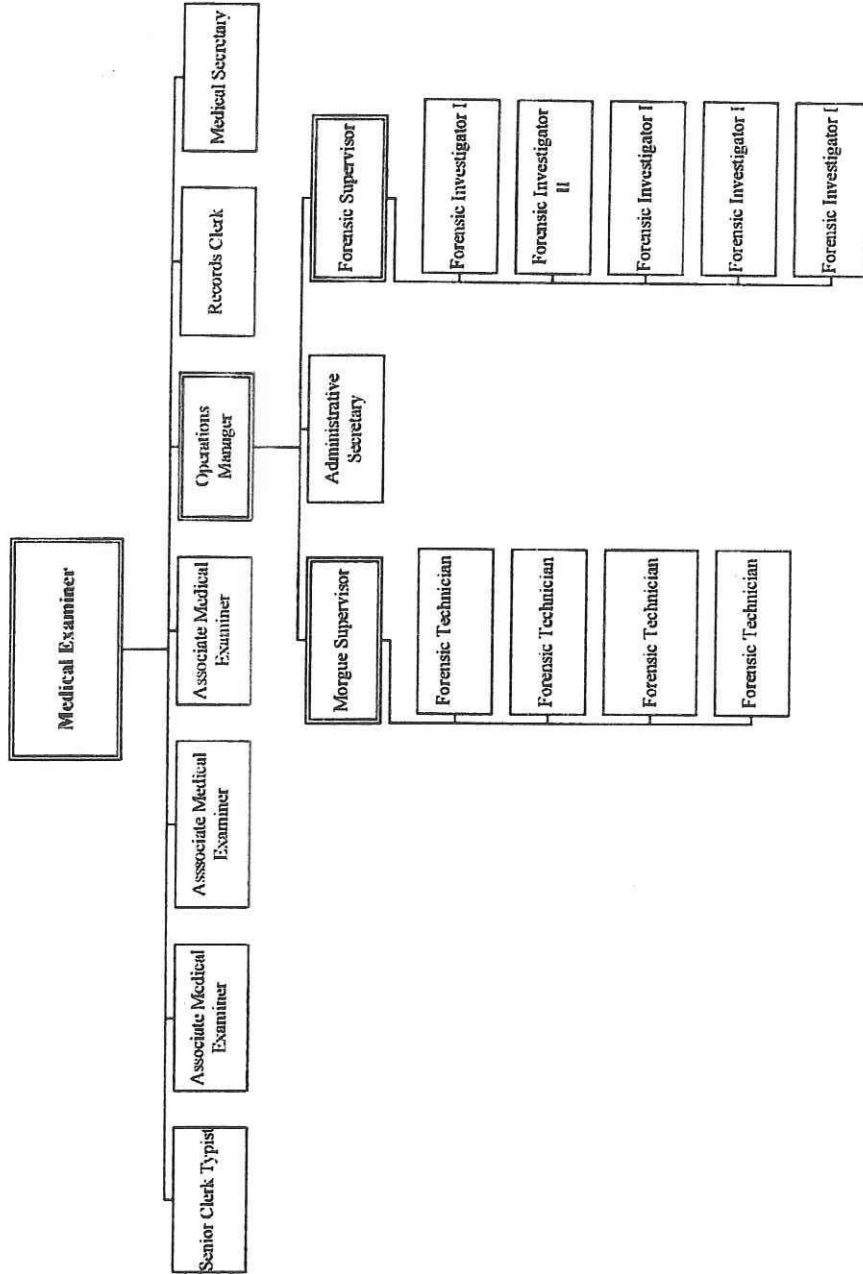 Medical Examiner
Senior Clerk Typist
Associate Medical
Examiner
Asssociate Medical
Examiner
Associate Medical
Examiner
Operations
Manager
Records Clerk
Medical Secretary
Morgue Supervisor
Administrative
Secretary
Forensic Supervisor
Forensic Technician
Forensic Technician
Forensic Technician
Forensic Technician
Forensic Investigator I
Forensic Investigator
II
Forensic Investigator I
Forensic Investigator I
Forensic Investigator I